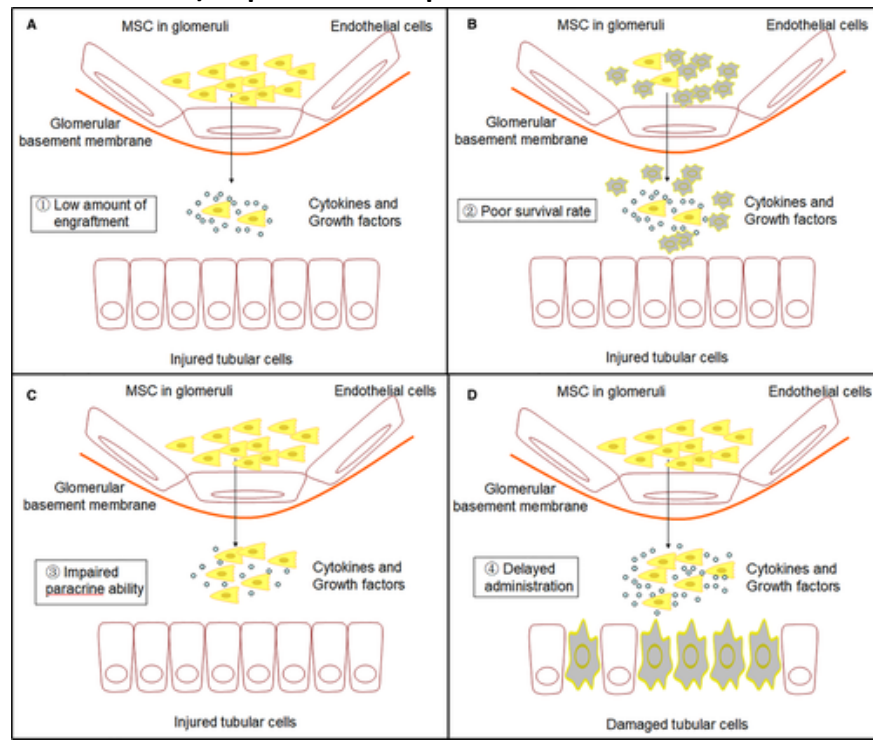 A
MSC in glomeruli
Endothelial cells
Glomerular
basement membrane
① Low amount of
engraftment
Cytokines and
Growth factors
Injured tubular cells
B
MSC in glomeruli
Endothelial cells
Glomerular
basement membrane
② Poor survival rate
Cytokines and
Growth factors
Injured tubular cells
C
MSC in glomeruli
Endothelial cells
Glomerular
basement membrane
③ Impaired
paracrine ability
Cytokines and
Growth factors
Injured tubular cells
D
MSC in glomeruli
Endothelial cells
Glomerular
basement membrane
④ Delayed
administration
Cytokines and
Growth factors
Damaged tubular cells